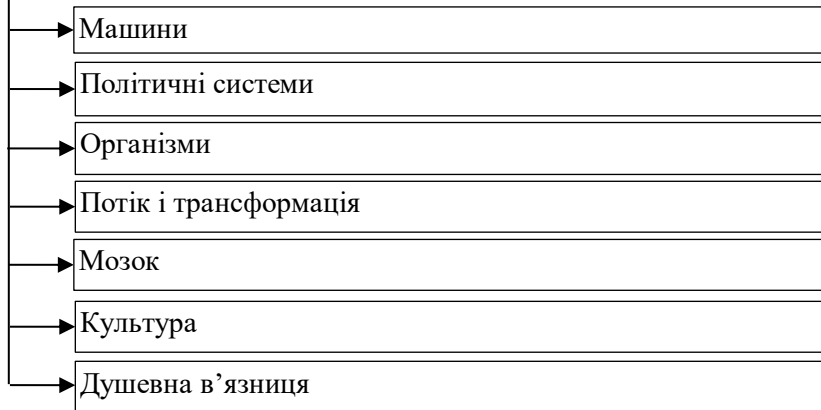 Машини
Політичні системи
Організми
Потік і трансформація
Мозок
Культура
Душевна в’язниця